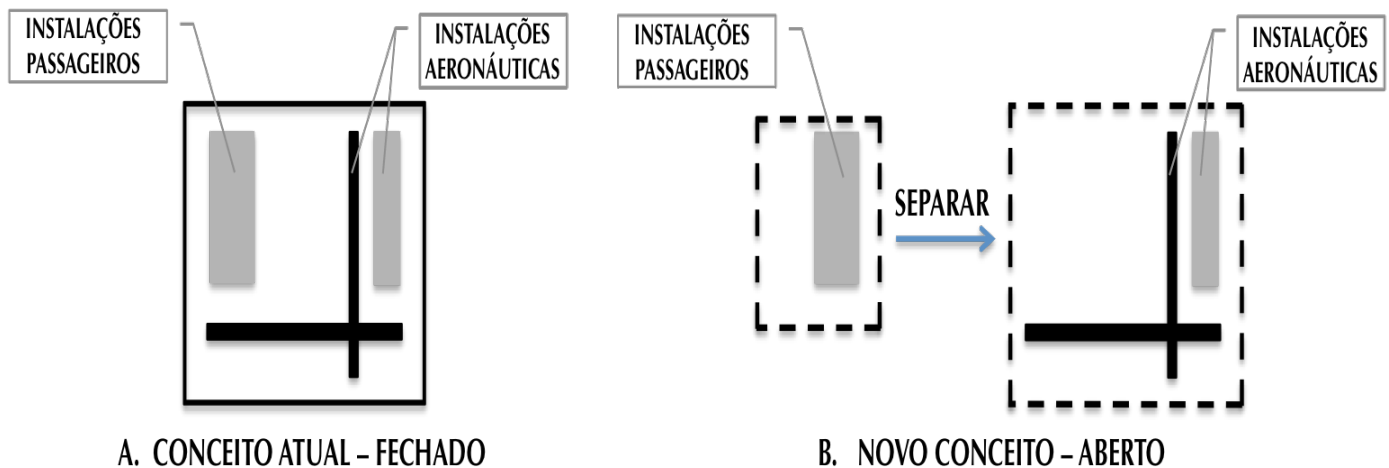 INSTALAÇÕES
PASSAGEIROS
INSTALAÇÕES
AERONÁUTICAS
A. CONCEITO ATUAL – FECHADO
INSTALAÇÕES
PASSAGEIROS
SEPARAR
INSTALAÇÕES
AERONÁUTICAS
B. NOVO CONCEITO – ABERTO